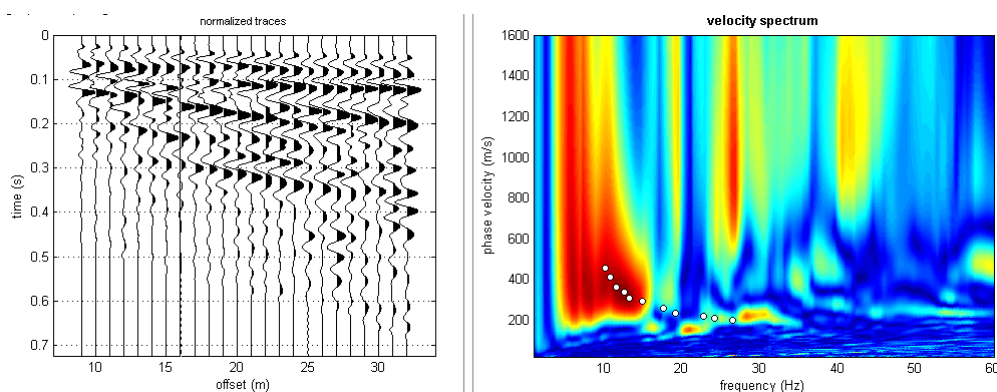 normalized traces
0
0.1
0.2
0.3
0.4
0.5
0.6
0.7
time (s)
10 15 20 25 30
offset (m)
velocity spectrum
1600
1400
1200
1000
800
600
400
200
phase velocity (m/s)
10 20 30 40 50
frequency (Hz)